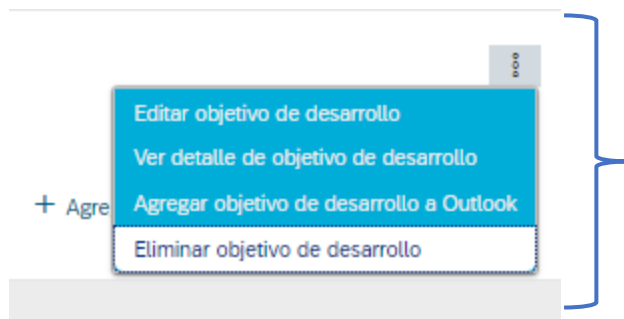 Editar objetivo de desarrollo
Ver detalle de objetivo de desarrollo
+ Agre
Agregar objetivo de desarrollo a Outlook
Eliminar objetivo de desarrollo